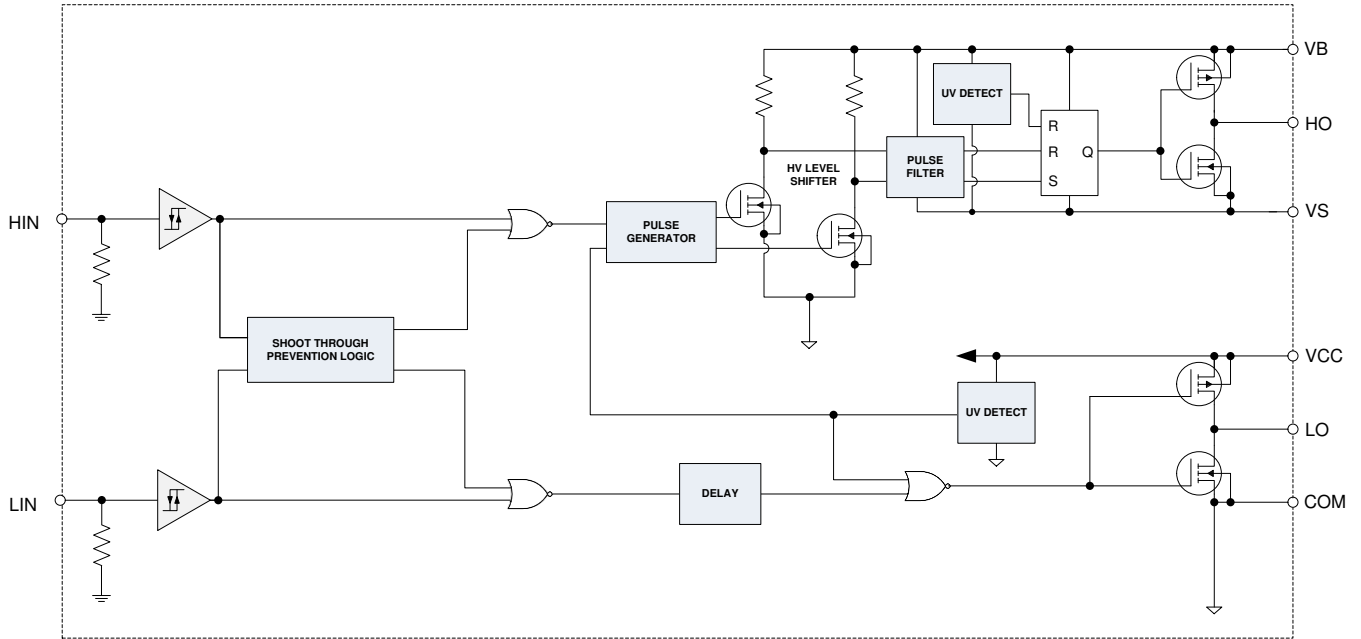 VB
UV DETECT
HO
R
R
Q
S
PULSE
FILTER
HV LEVEL
SHIFTER
VS
HIN
PULSE
GENERATOR
SHOOT THROUGH
PREVENTION LOGIC
VCC
UV DETECT
LO
LIN
DELAY
COM